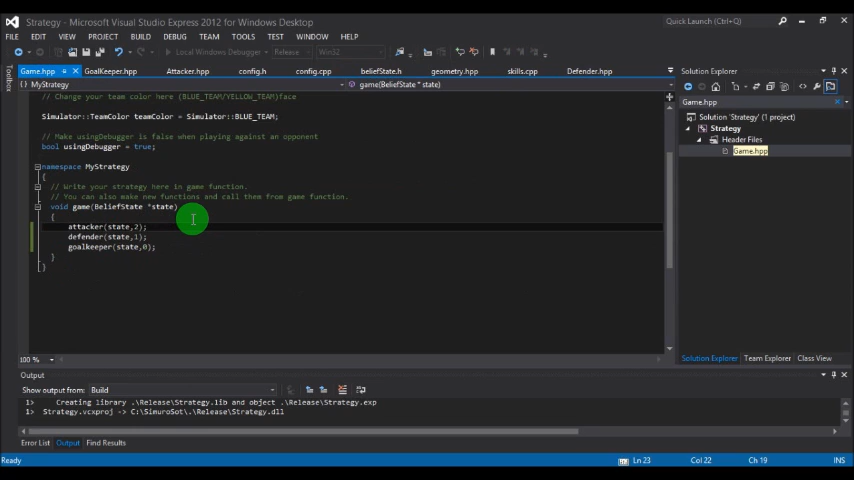 Strategy - Microsoft Visual Studio Express 2012 for Windows Desktop
Quick Launch (Ctrl+Q)
FILE EDIT VIEW PROJECT BUILD DEBUG TEAM TOOLS TEST WINDOW HELP
Local Windows Debugger Release Win32
Game.hpp GoalKeeper.hpp Attacker.hpp config.h config.cpp beliefState.h geometry.hpp skills.cpp Defender.hpp
MyStrategy game(BeliefState * state)
// Change your team color here (BLUE_TEAM/YELLOW_TEAM)face
Simulator::TeamColor teamColor = Simulator::BLUE_TEAM;
// Make usingDebugger is false when playing against an opponent
bool usingDebugger = true;
namespace MyStrategy
{
// Write your strategy here in game function.
// You can also make new functions and call them from game function.
void game(BeliefState *state)
{
attacker(state,2);
defender(state,1);
goalkeeper(state,0);
}
}
100 %
Toolbox
Solution Explorer
Game.hpp
Solution 'Strategy' (1 project)
Strategy
Header Files
Game.hpp
Solution Explorer Team Explorer Class View
Output
Show output from: Build
1> Creating library .\Release\Strategy.lib and object .\Release\Strategy.exp
1> Strategy.vcxproj -> C:\SimuroSot\.\Release\Strategy.dll
Error List Output Find Results
Ready Ln 23 Col 22 Ch 19 INS